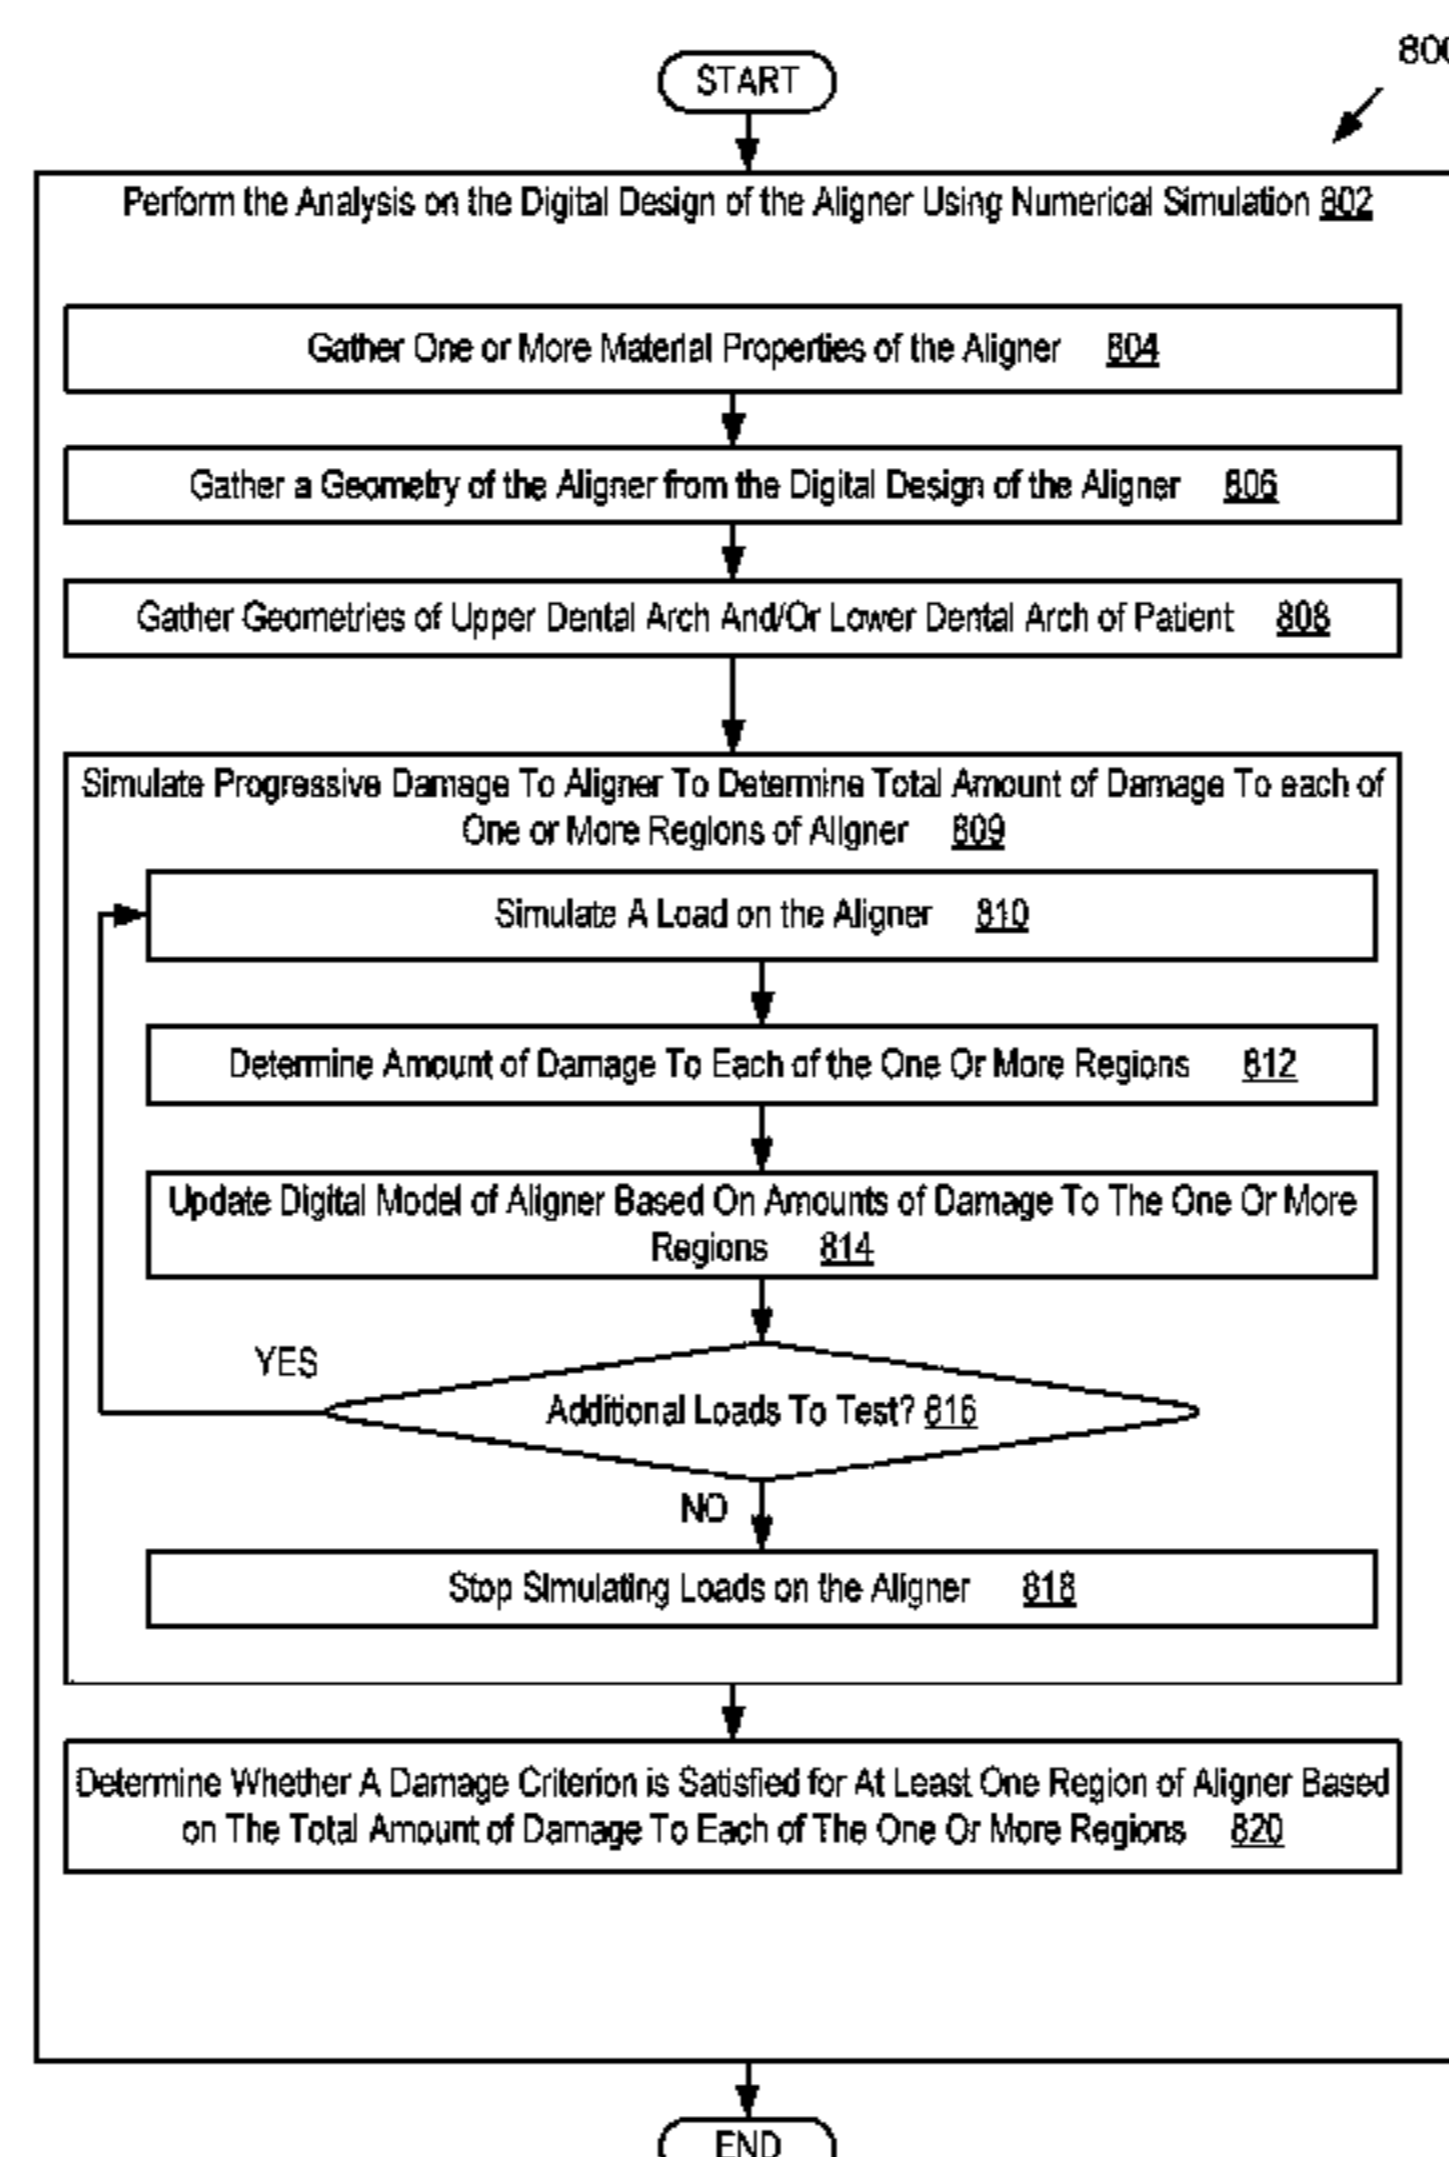 800
START
Perform the Analysis on the Digital Design of the Aligner Using Numerical Simulation 802
Gather One or More Material Properties of the Aligner 804
Gather a Geometry of the Aligner from the Digital Design of the Aligner 806
Gather Geometries of Upper Dental Arch And/Or Lower Dental Arch of Patient 808
Simulate Progressive Damage To Aligner To Determine Total Amount of Damage To each of
One or More Regions of Aligner 809
Simulate A Load on the Aligner 810
Determine Amount of Damage To Each of the One Or More Regions 812
Update Digital Model of Aligner Based On Amounts of Damage To The One Or More
Regions 814
YES
Additional Loads To Test? 816
NO
Stop Simulating Loads on the Aligner 818
Determine Whether A Damage Criterion is Satisfied for At Least One Region of Aligner Based
on The Total Amount of Damage To Each of The One Or More Regions 820
END